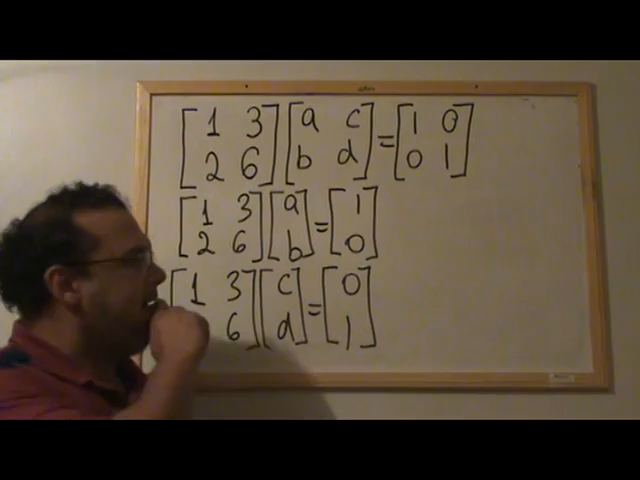 [1 3] [a c] = [1 0]
[2 6] [b d] [0 1]
[1 3] [a] = [1]
[2 6] [b] [0]
[1 3] [c] = [0]
6] [d] [1]